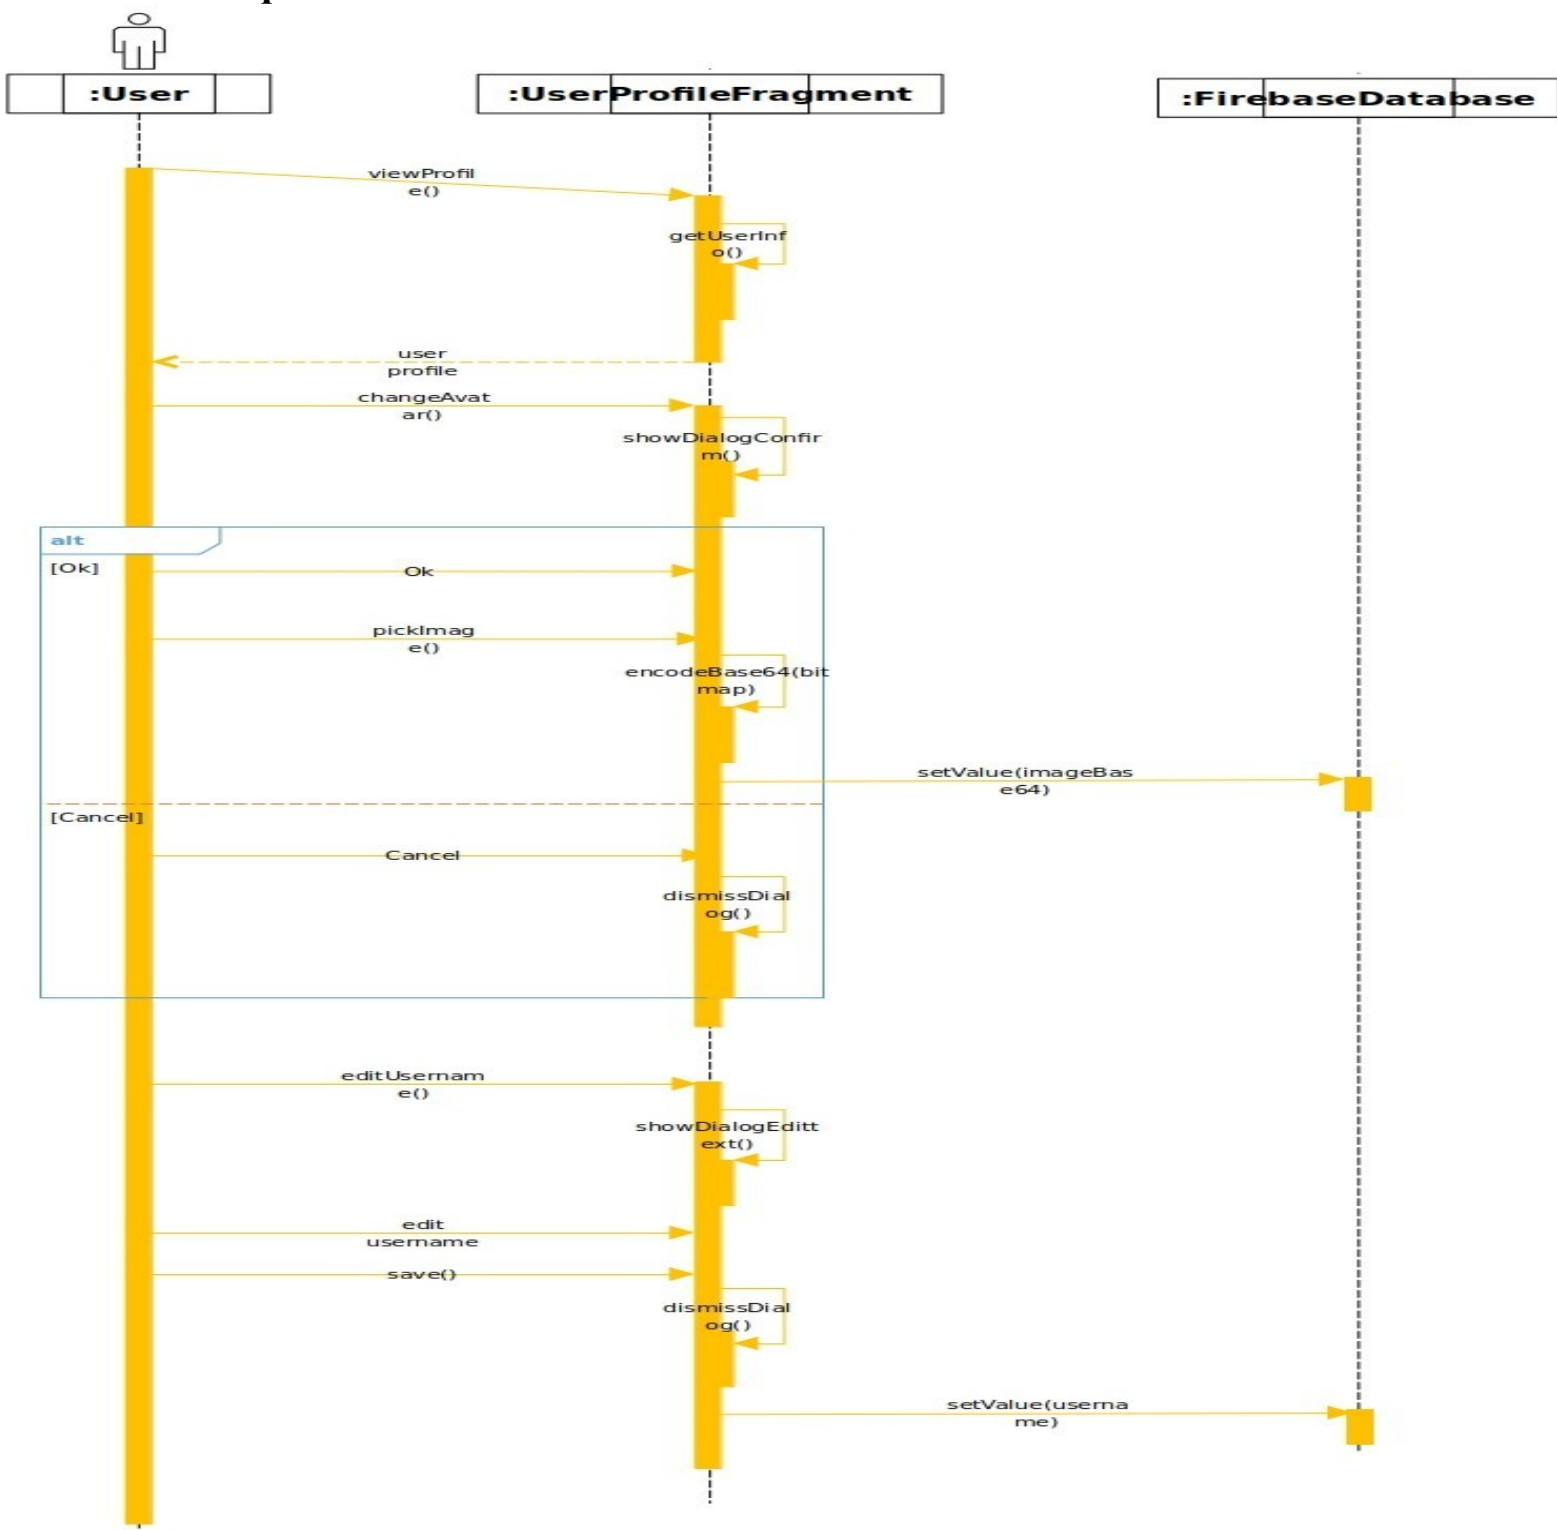 :User
:UserProfileFragment
:FirebaseDatabase
viewProfil
e()
getUserInf
o()
user
profile
changeAvat
ar()
showDialogConfir
m()
alt
[Ok]
Ok
pickImag
e()
encodeBase64(bit
map)
setValue(imageBas
e64)
[Cancel]
Cancel
dismissDial
og()
editUsernam
e()
showDialogEditt
ext()
edit
username
save()
dismissDial
og()
setValue(userna
me)